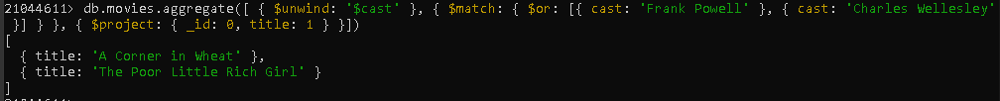 21044611> db.movies.aggregate([ { $unwind: '$cast' }, { $match: { $or: [{ cast: 'Frank Powell' }, { cast: 'Charles Wellesley'
 }] } }, { $project: { _id: 0, title: 1 } }])
[
  { title: 'A Corner in Wheat' },
  { title: 'The Poor Little Rich Girl' }
]
21044611>